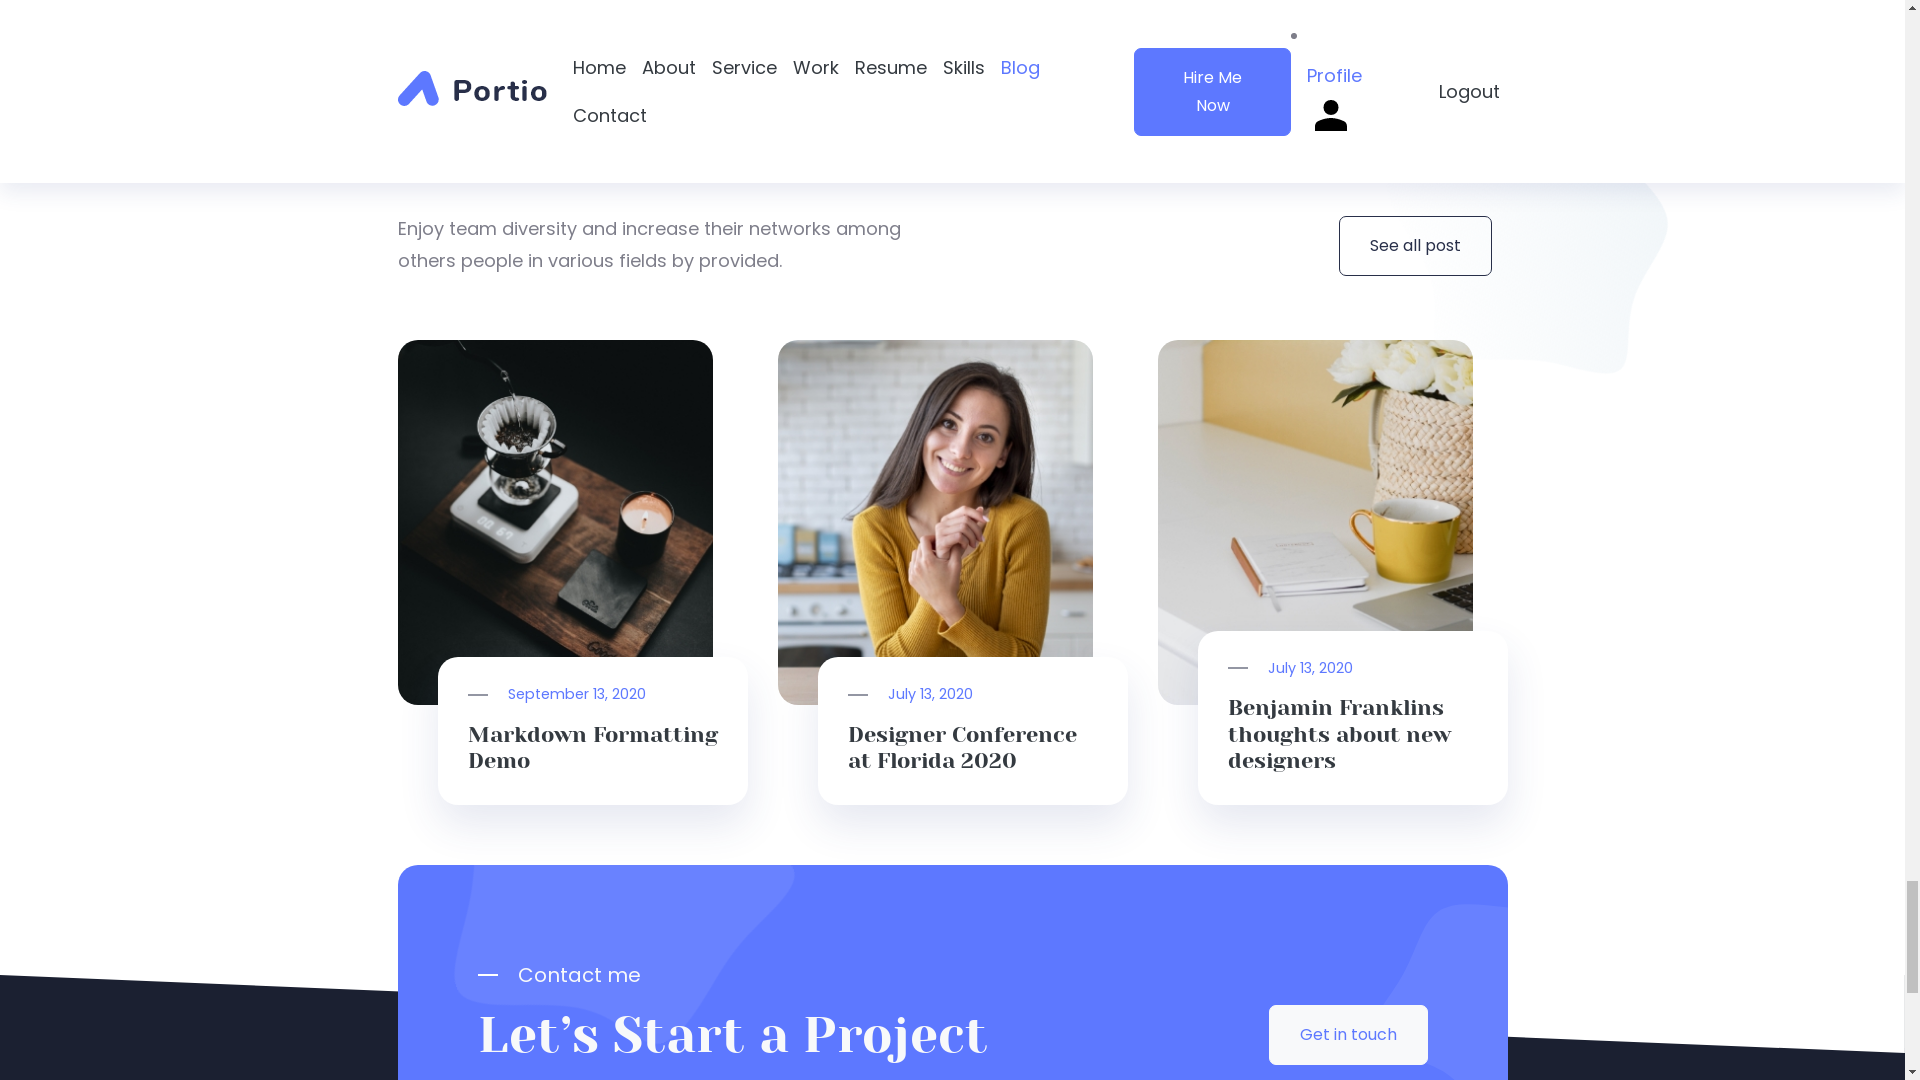 Portio
Home About Service Work Resume Skills Blog
Contact
Hire Me
Now
Profile
Logout
Enjoy team diversity and increase their networks among
others people in various fields by provided.
See all post
September 13, 2020
Markdown Formatting
Demo
July 13, 2020
Designer Conference
at Florida 2020
July 13, 2020
Benjamin Franklins
thoughts about new
designers
Contact me
Let’s Start a Project
Get in touch